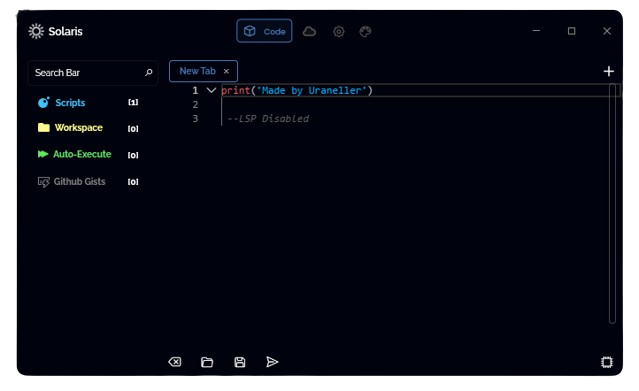 Solaris
Code
Search Bar
New Tab ×
Scripts [1]
Workspace [0]
Auto-Execute [0]
Github Gists [0]
1 print("Made by Uraneller")
2
3 --LSP Disabled